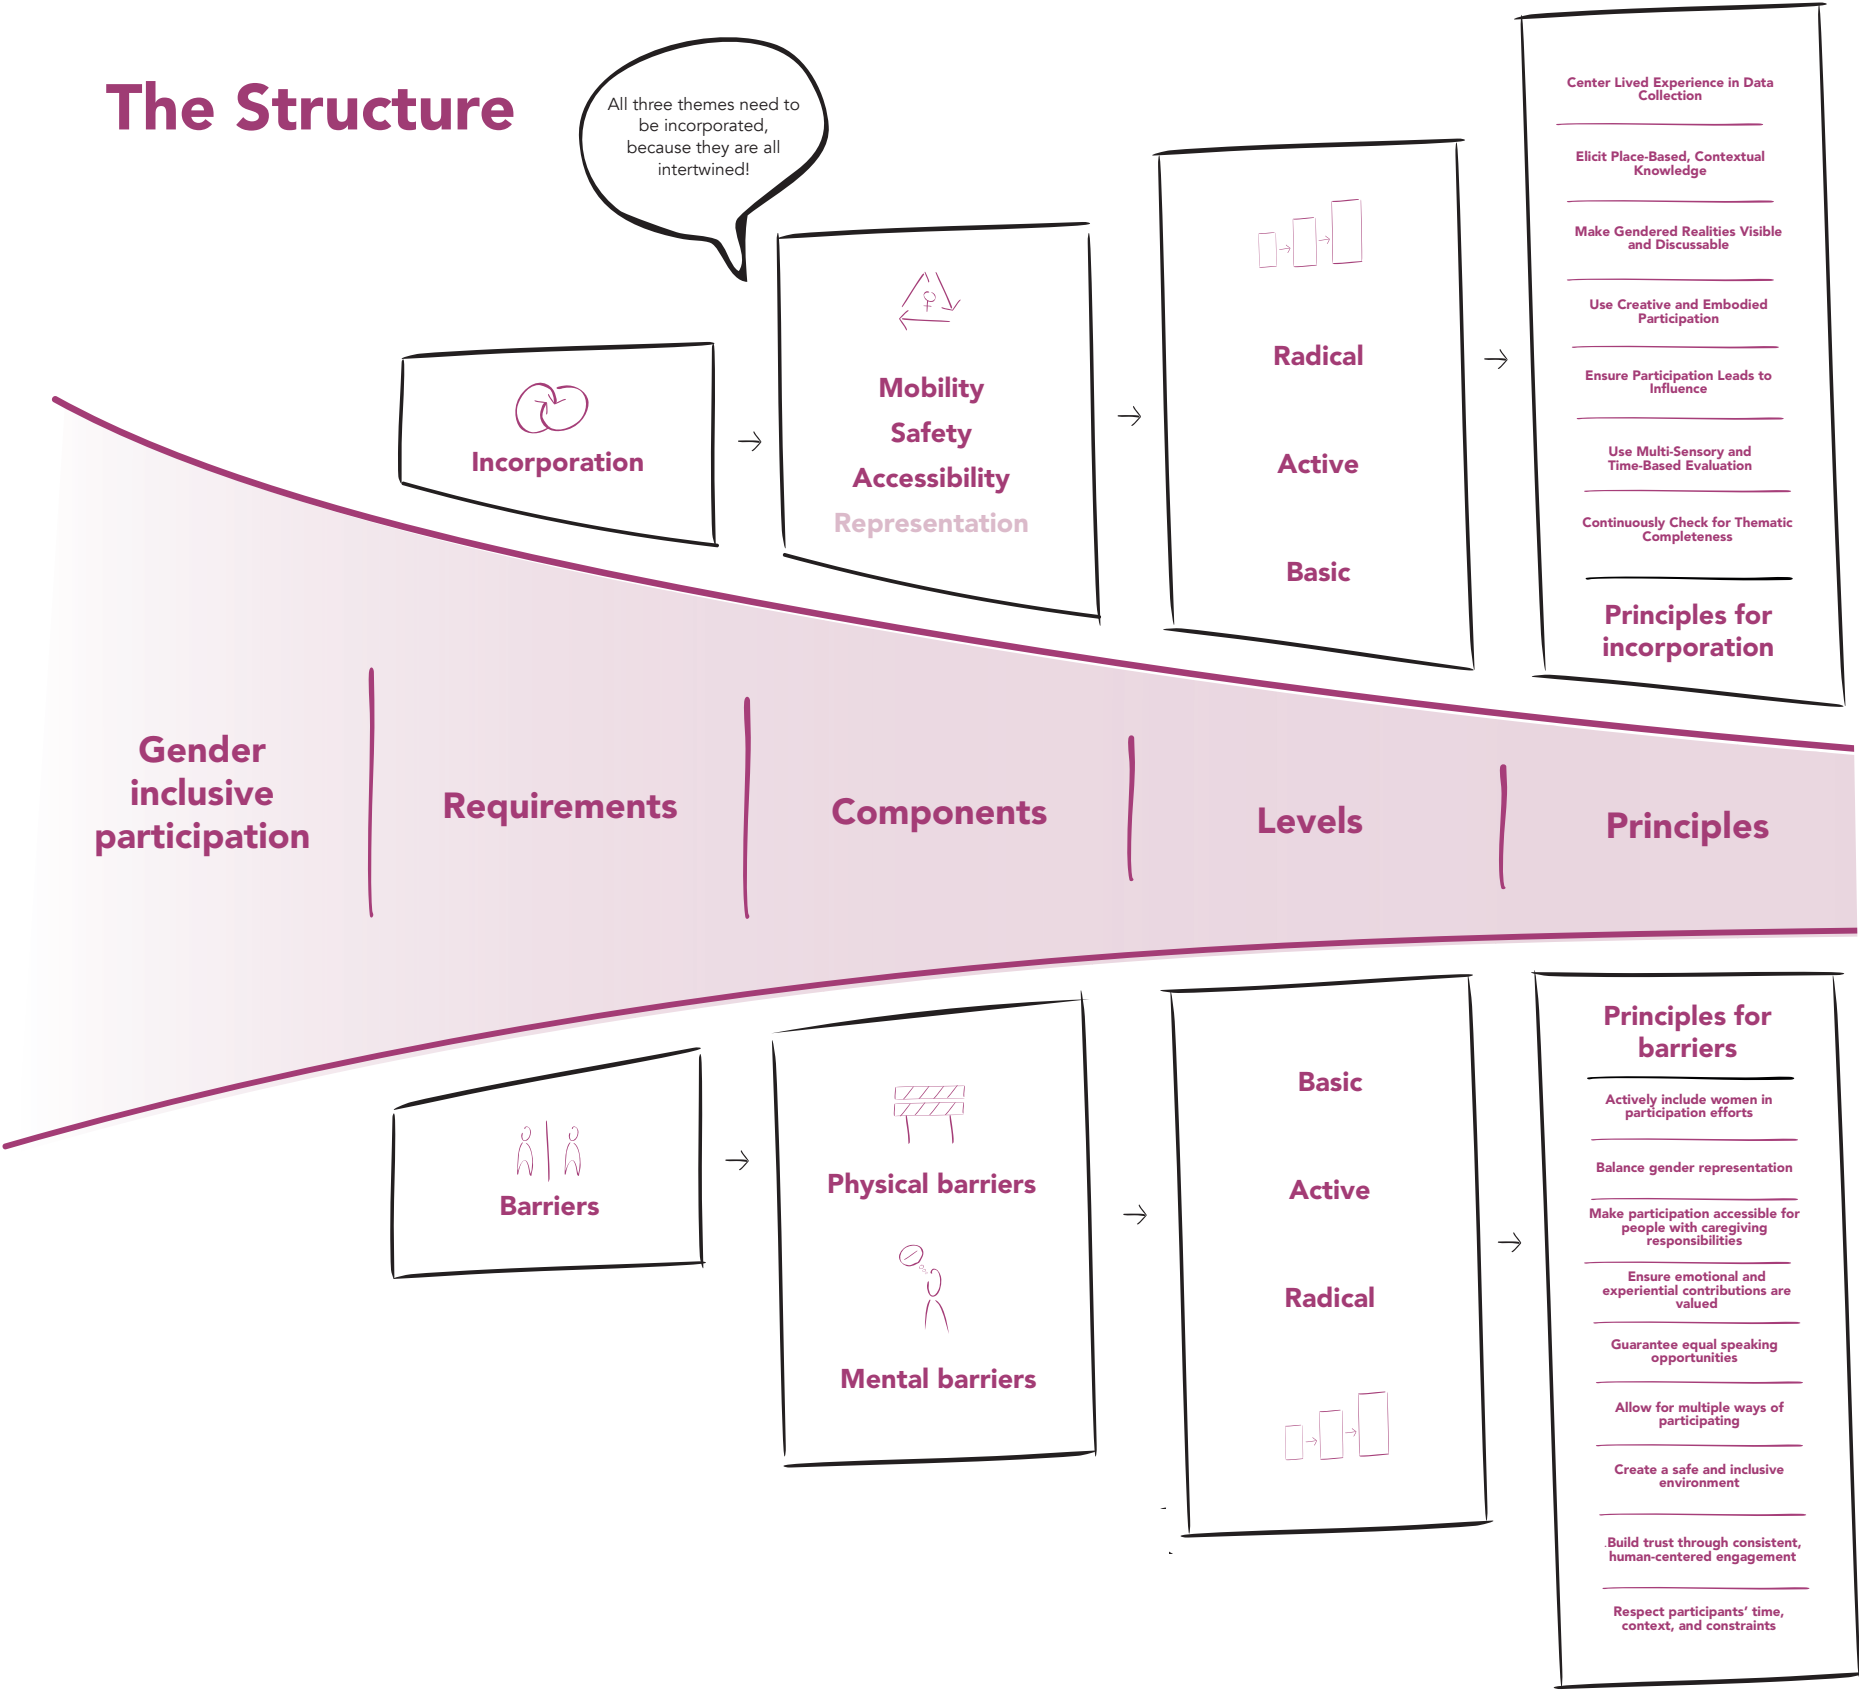 The Structure
All three themes need to
be incorporated,
because they are all
intertwined!
Incorporation
Mobility
Safety
Accessibility
Representation
Radical
Active
Basic
Center Lived Experience in Data
Collection
Elicit Place-Based, Contextual
Knowledge
Make Gendered Realities Visible
and Discussable
Use Creative and Embodied
Participation
Ensure Participation Leads to
Influence
Use Multi-Sensory and
Time-Based Evaluation
Continuously Check for Thematic
Completeness
Principles for
incorporation
Gender
inclusive
participation
Requirements
Components
Levels
Principles
Barriers
Physical barriers
Mental barriers
Basic
Active
Radical
Principles for
barriers
Actively include women in
participation efforts
Balance gender representation
Make participation accessible for
people with caregiving
responsibilities
Ensure emotional and
experiential contributions are
valued
Guarantee equal speaking
opportunities
Allow for multiple ways of
participating
Create a safe and inclusive
environment
.Build trust through consistent,
human-centered engagement
Respect participants’ time,
context, and constraints